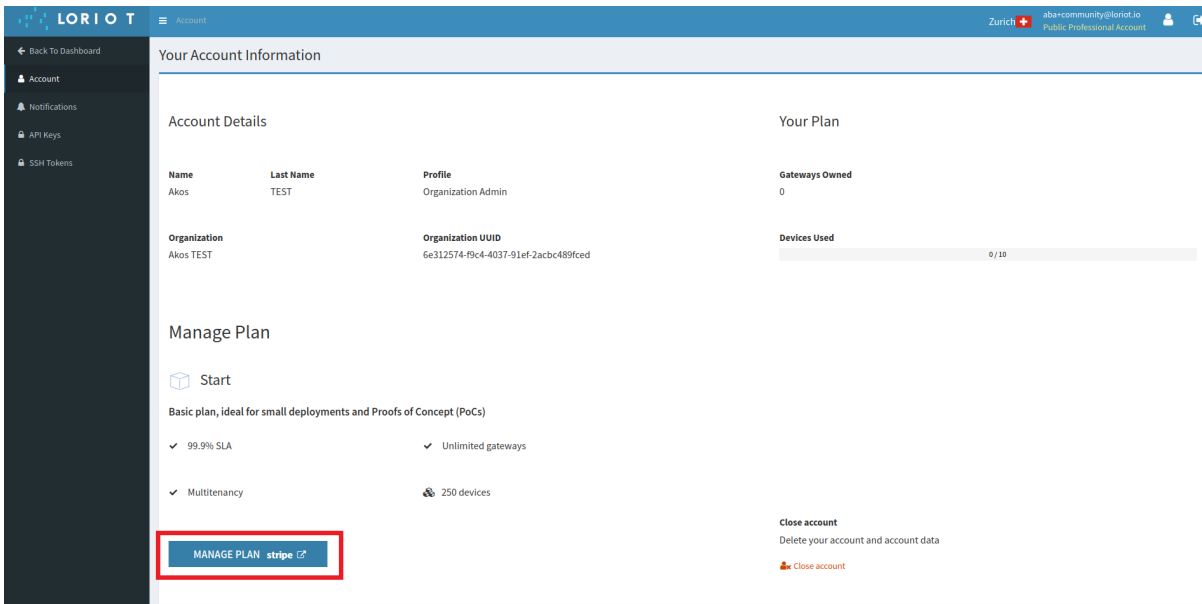 LORIOT
Account
Zurich
aba+community@loriot.io
Public Professional Account
Back To Dashboard
Account
Notifications
API Keys
SSH Tokens
Your Account Information
Account Details
Your Plan
Name
Last Name
Profile
Gateways Owned
Akos
TEST
Organization Admin
0
Organization
Organization UUID
Devices Used
Akos TEST
6e312574-f9c4-4037-91ef-2acbc489fced
0 / 10
Manage Plan
Start
Basic plan, ideal for small deployments and Proofs of Concept (PoCs)
99.9% SLA
Unlimited gateways
Multitenancy
250 devices
Close account
Delete your account and account data
MANAGE PLAN stripe
Close account